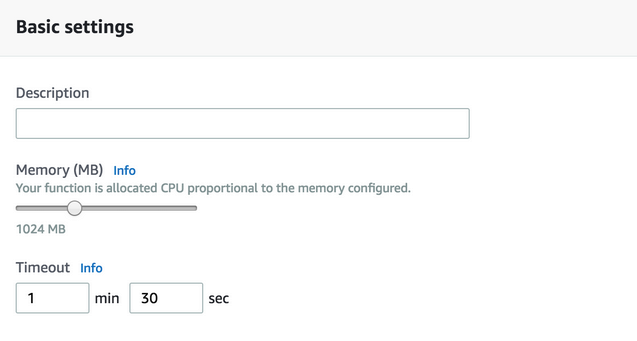 Basic settings
Description
Memory (MB) Info
Your function is allocated CPU proportional to the memory configured.
1024 MB
Timeout Info
1 min 30 sec